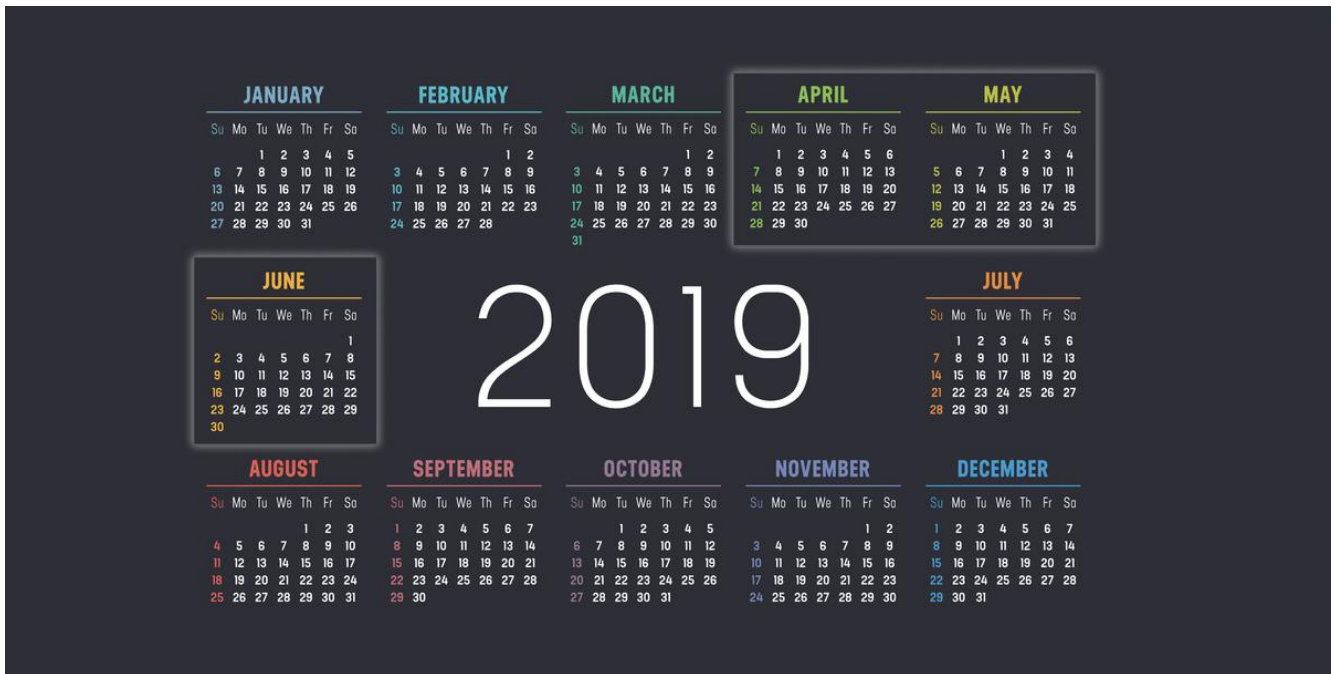 JANUARY
Su Mo Tu We Th Fr Sa
1 2 3 4 5
6 7 8 9 10 11 12
13 14 15 16 17 18 19
20 21 22 23 24 25 26
27 28 29 30 31
FEBRUARY
Su Mo Tu We Th Fr Sa
1 2
3 4 5 6 7 8 9
10 11 12 13 14 15 16
17 18 19 20 21 22 23
24 25 26 27 28
MARCH
Su Mo Tu We Th Fr Sa
1 2
3 4 5 6 7 8 9
10 11 12 13 14 15 16
17 18 19 20 21 22 23
24 25 26 27 28 29 30
31
APRIL
Su Mo Tu We Th Fr Sa
1 2 3 4 5 6
7 8 9 10 11 12 13
14 15 16 17 18 19 20
21 22 23 24 25 26 27
28 29 30
MAY
Su Mo Tu We Th Fr Sa
1 2 3 4
5 6 7 8 9 10 11
12 13 14 15 16 17 18
19 20 21 22 23 24 25
26 27 28 29 30 31
JUNE
Su Mo Tu We Th Fr Sa
1
2 3 4 5 6 7 8
9 10 11 12 13 14 15
16 17 18 19 20 21 22
23 24 25 26 27 28 29
30
2019
JULY
Su Mo Tu We Th Fr Sa
1 2 3 4 5 6
7 8 9 10 11 12 13
14 15 16 17 18 19 20
21 22 23 24 25 26 27
28 29 30 31
AUGUST
Su Mo Tu We Th Fr Sa
1 2 3
4 5 6 7 8 9 10
11 12 13 14 15 16 17
18 19 20 21 22 23 24
25 26 27 28 29 30 31
SEPTEMBER
Su Mo Tu We Th Fr Sa
1 2 3 4 5 6 7
8 9 10 11 12 13 14
15 16 17 18 19 20 21
22 23 24 25 26 27 28
29 30
OCTOBER
Su Mo Tu We Th Fr Sa
1 2 3 4 5
6 7 8 9 10 11 12
13 14 15 16 17 18 19
20 21 22 23 24 25 26
27 28 29 30 31
NOVEMBER
Su Mo Tu We Th Fr Sa
1 2
3 4 5 6 7 8 9
10 11 12 13 14 15 16
17 18 19 20 21 22 23
24 25 26 27 28 29 30
DECEMBER
Su Mo Tu We Th Fr Sa
1 2 3 4 5 6 7
8 9 10 11 12 13 14
15 16 17 18 19 20 21
22 23 24 25 26 27 28
29 30 31